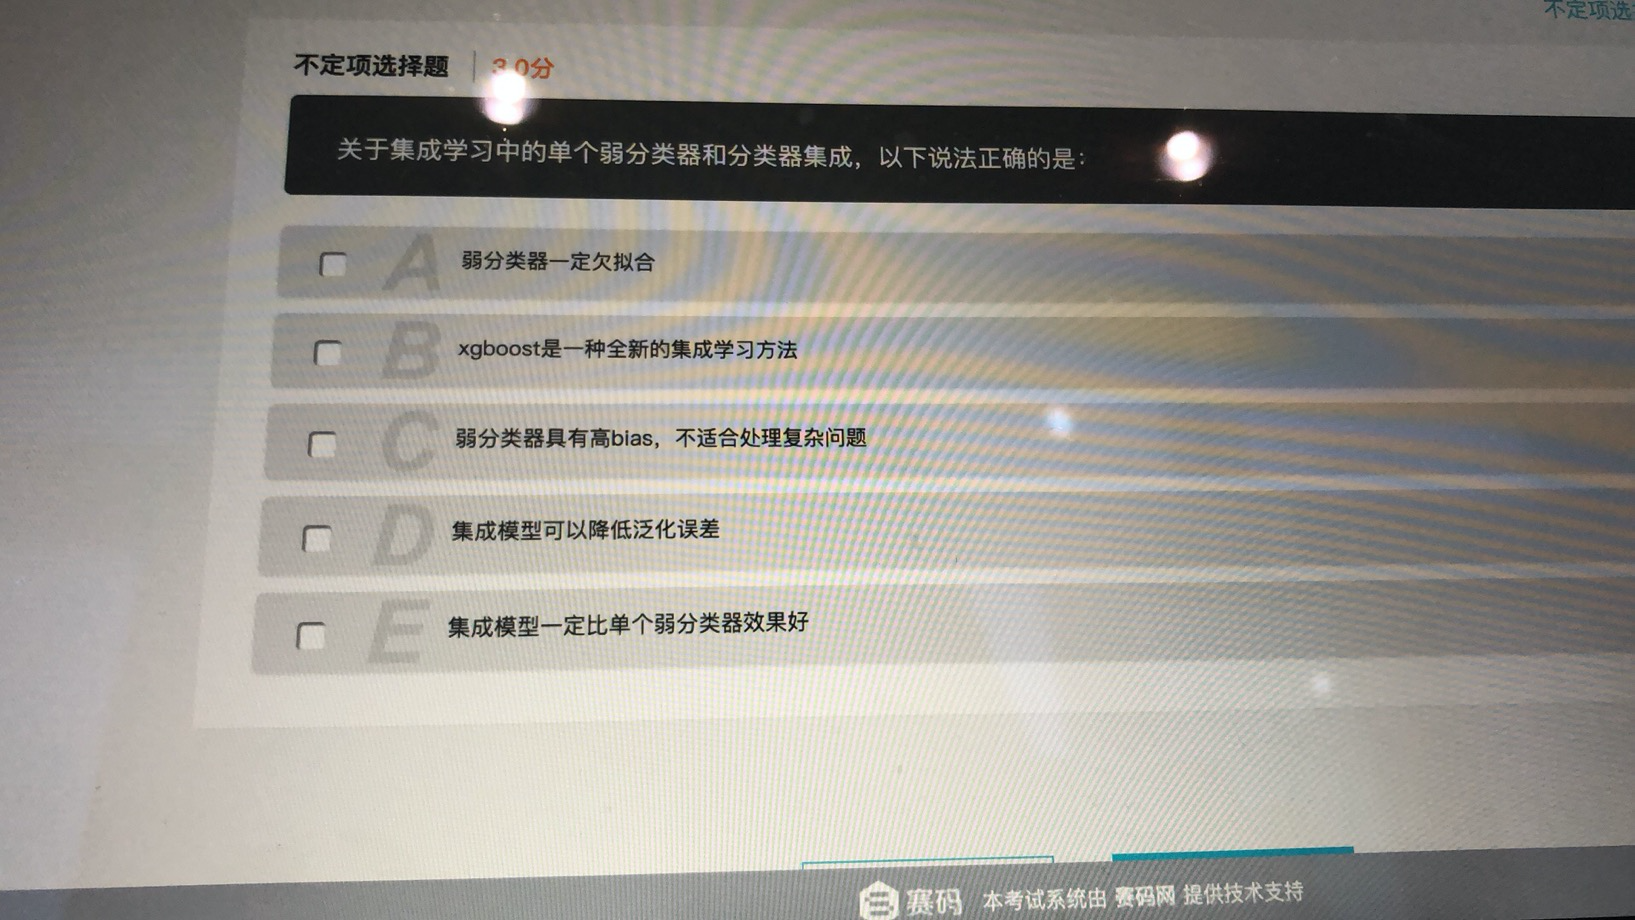 不定项选
不定项选择题
3.0分
关于集成学习中的单个弱分类器和分类器集成，以下说法正确的是：
A 弱分类器一定欠拟合
B xgboost是一种全新的集成学习方法
C 弱分类器具有高bias，不适合处理复杂问题
D 集成模型可以降低泛化误差
E 集成模型一定比单个弱分类器效果好
赛码 本考试系统由 赛码网 提供技术支持